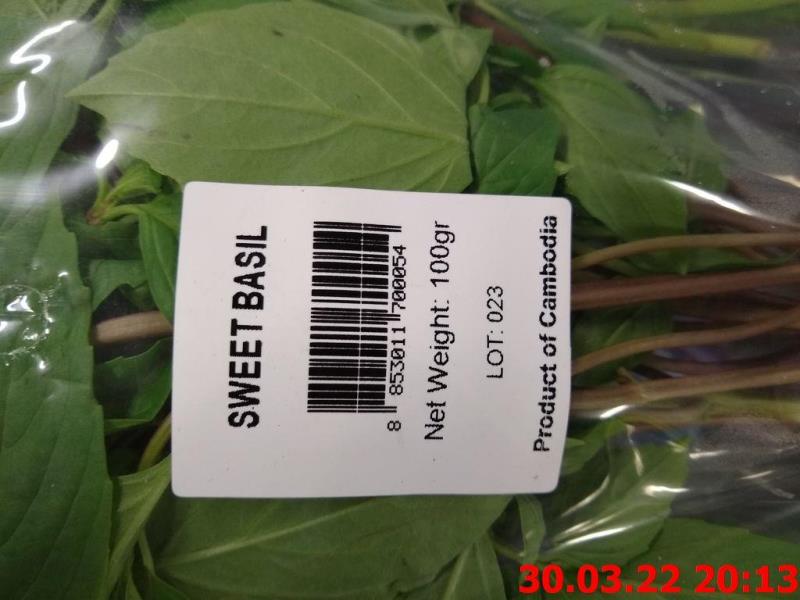 SWEET BASIL
8 853011 700054
Net Weight: 100gr
LOT: 023
Product of Cambodia
30.03.22 20:13